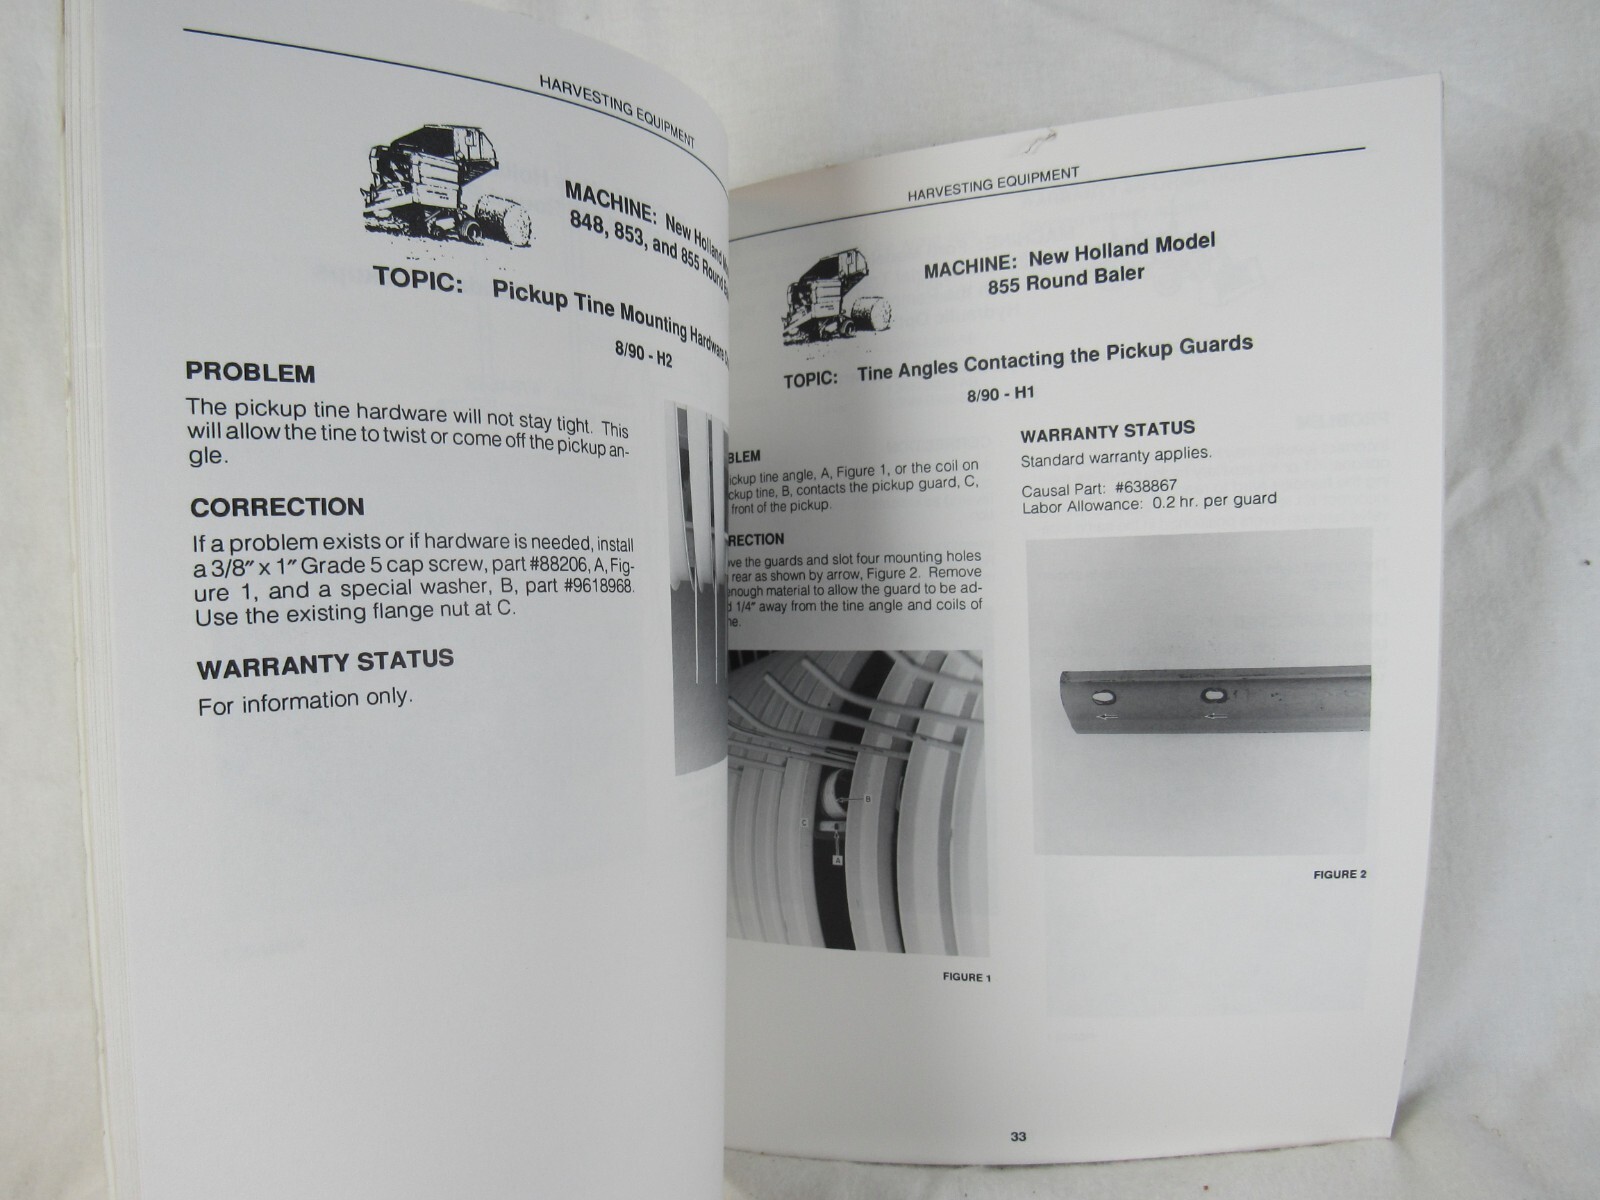 HARVESTING EQUIPMENT
MACHINE: New Holland
848, 853, and 855 Round
TOPIC: Pickup Tine Mounting Hardware
8/90 - H2
PROBLEM
The pickup tine hardware will not stay tight. This
will allow the tine to twist or come off the pickup an-
gle.
CORRECTION
If a problem exists or if hardware is needed, install
a 3/8″ x 1″ Grade 5 cap screw, part #88206, A, Fig-
ure 1, and a special washer, B, part #9618968.
Use the existing flange nut at C.
WARRANTY STATUS
For information only.
HARVESTING EQUIPMENT
MACHINE: New Holland Model
855 Round Baler
TOPIC: Tine Angles Contacting the Pickup Guards
8/90 - H1
BLEM
ickup tine angle, A, Figure 1, or the coil on
ckup tine, B, contacts the pickup guard, C,
front of the pickup.
RECTION
ve the guards and slot four mounting holes
rear as shown by arrow, Figure 2. Remove
enough material to allow the guard to be ad-
1/4″ away from the tine angle and coils of
B
C
A
FIGURE 1
WARRANTY STATUS
Standard warranty applies.
Causal Part: #638867
Labor Allowance: 0.2 hr. per guard
FIGURE 2
33